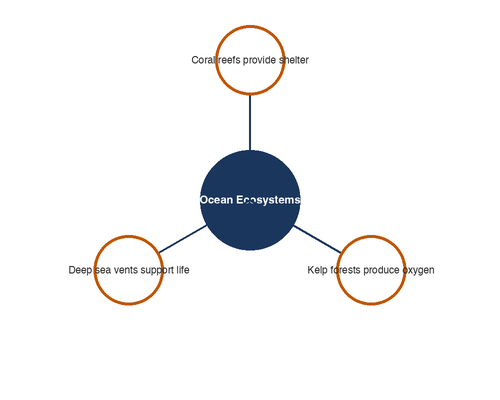 Coral reefs provide shelter
Ocean Ecosystems
Deep sea vents support life
Kelp forests produce oxygen